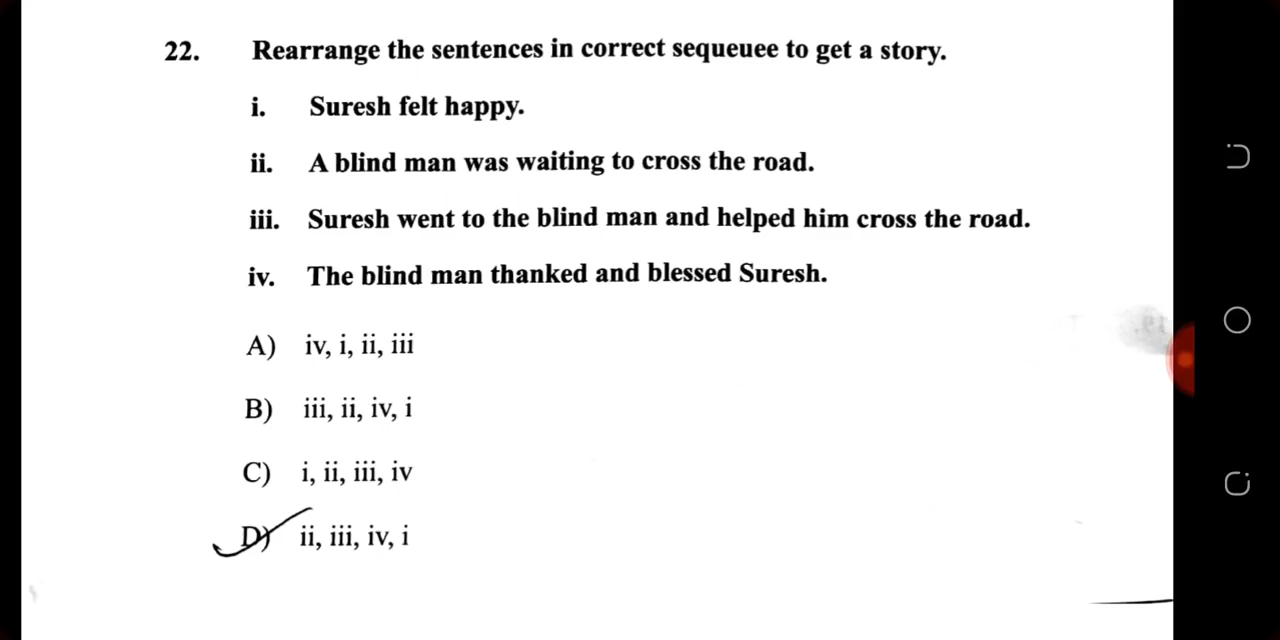 22. Rearrange the sentences in correct sequeuee to get a story.
i. Suresh felt happy.
ii. A blind man was waiting to cross the road.
iii. Suresh went to the blind man and helped him cross the road.
iv. The blind man thanked and blessed Suresh.
A) iv, i, ii, iii
B) iii, ii, iv, i
C) i, ii, iii, iv
D) ii, iii, iv, i